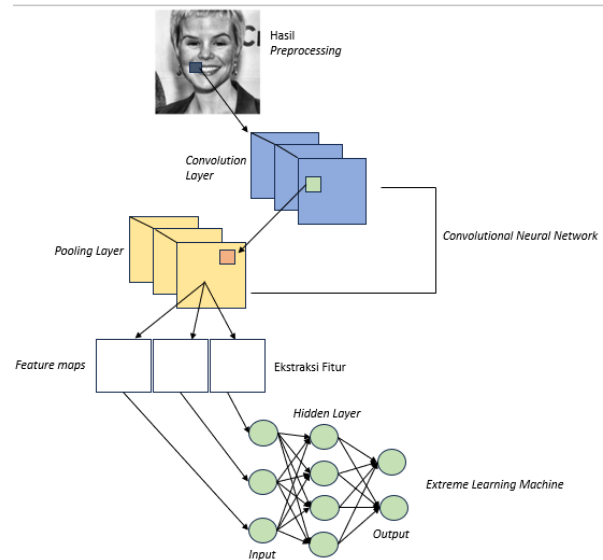 Hasil
Preprocessing
Convolution
Layer
Convolutional Neural Network
Pooling Layer
Feature maps
Ekstraksi Fitur
Hidden Layer
Extreme Learning Machine
Output
Input